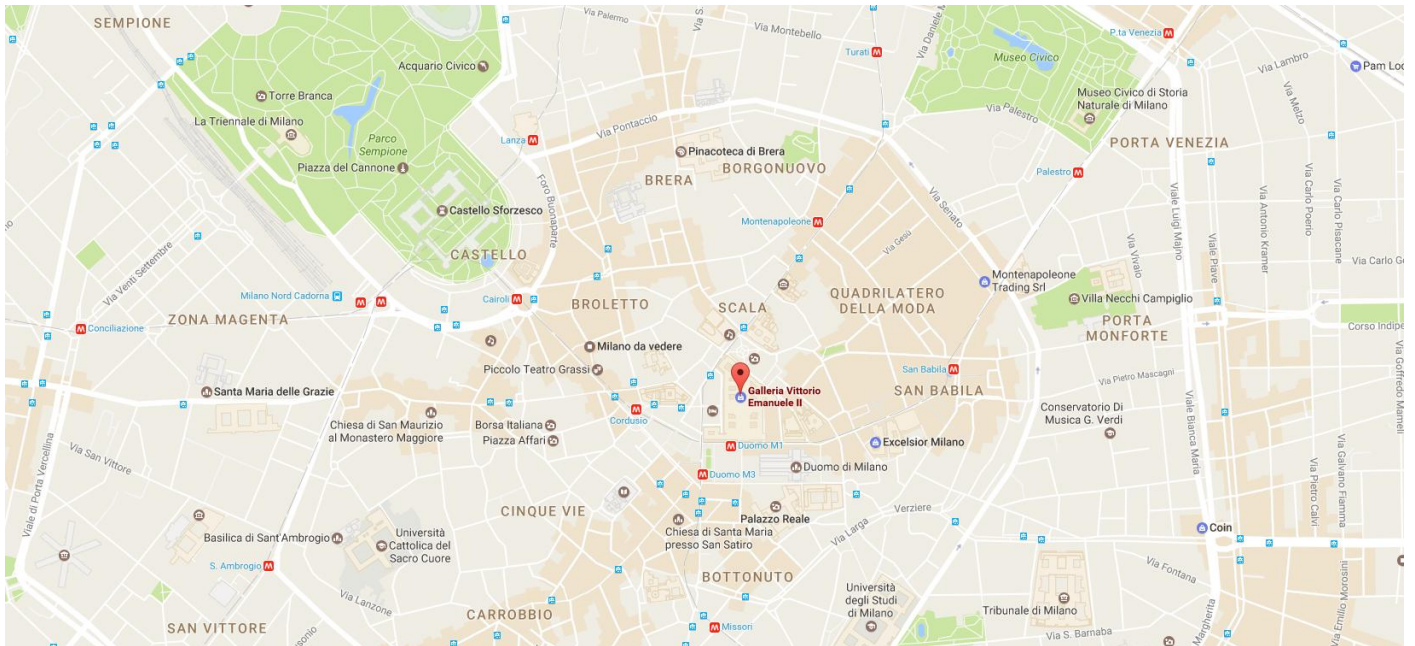 SEMPIONE
Via Palermo
Via S.
Via Montebello
Via Daniele M
Turati
P.ta Venezia
Via Lambro
Pam Loc
Acquario Civico
Museo Civico
Torre Branca
Museo Civico di Storia
Naturale di Milano
Via Melzo
La Triennale di Milano
Via Palestro
Parco
Sempione
Lanza
Via Pontaccio
PORTA VENEZIA
Pinacoteca di Brera
Piazza del Cannone
BORGONUOVO
BRERA
Palestro
Foro Buonaparte
Via Senato
Viale Luigi Majno
Via Antonio Kramer
Via Carlo Poerio
Via Carlo Pisacane
Castello Sforzesco
Montenapoleone
Via Gesù
Via Vivaio
Viale Piave
CASTELLO
Via Venti Settembre
Via Carlo Go
Montenapoleone
Trading Srl
Milano Nord Cadorna
Cairoli
BROLETTO
SCALA
QUADRILATERO
DELLA MODA
Villa Necchi Campiglio
ZONA MAGENTA
Conciliazione
PORTA
MONFORTE
Corso Indipe
Milano da vedere
Piccolo Teatro Grassi
San Babila
Via Pietro Mascagni
Via Goffredo Mameli
Santa Maria delle Grazie
Galleria Vittorio
Emanuele II
SAN BABILA
Viale Bianca Maria
Chiesa di San Maurizio
al Monastero Maggiore
Cordusio
Conservatorio Di
Musica G. Verdi
Borsa Italiana
Piazza Affari
Duomo M1
Excelsior Milano
Via San Vittore
Viale di Porta Vercellina
Duomo M3
Duomo di Milano
Via Pietro Calvi
Via Galvano Fiamma
CINQUE VIE
Palazzo Reale
Verziere
Via Larga
Coin
Basilica di Sant'Ambrogio
Università
Cattolica del
Sacro Cuore
Chiesa di Santa Maria
presso San Satiro
S. Ambrogio
BOTTONUTO
Via Fontana
Via Lanzone
Università
degli Studi
di Milano
Tribunale di Milano
CARROBBIO
SAN VITTORE
Missori
Via S. Barnaba
Margherita
Via Emilio Morosini